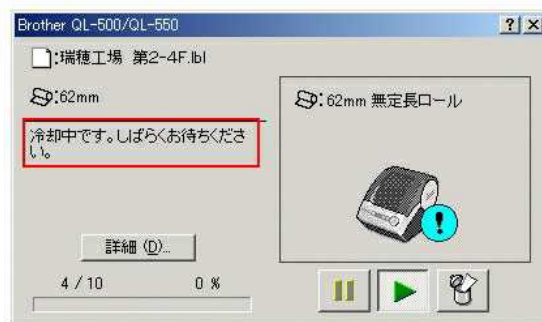 Brother QL-500/QL-550
:瑞穂工場 第2-4F.lbl
:62mm
冷却中です。しばらくお待ちくださ
い。
:62mm 無定長ロール
詳細(D)...
4 / 10 0 %